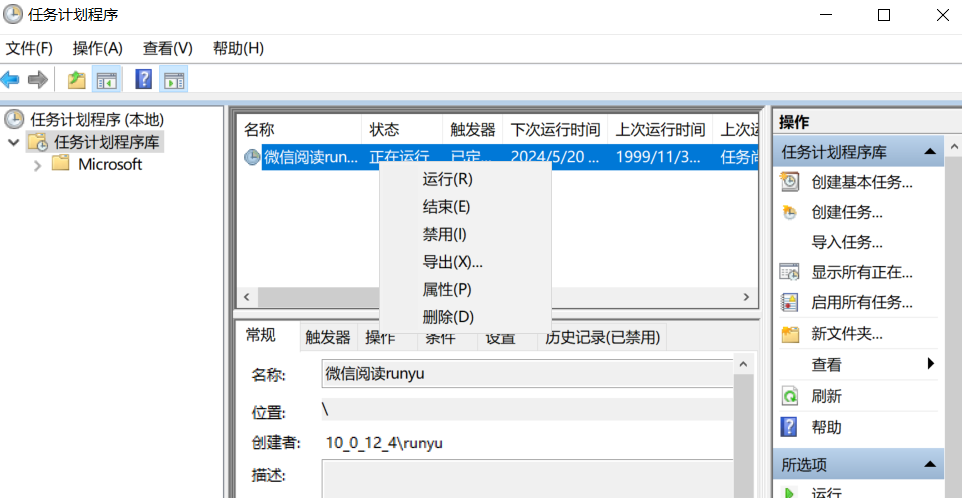 任务计划程序
文件(F) 操作(A) 查看(V) 帮助(H)
任务计划程序 (本地)
任务计划程序库
Microsoft
名称 状态 触发器 下次运行时间 上次运行时间 上次运
微信阅读run... 正在运行 已定... 2024/5/20 ... 1999/11/3... 任务尚
运行(R)
结束(E)
禁用(I)
导出(X)...
属性(P)
删除(D)
常规 触发器 操作 条件 设置 历史记录(已禁用)
名称: 微信阅读runyu
位置: \
创建者: 10_0_12_4\runyu
描述:
操作
任务计划程序库
创建基本任务...
创建任务...
导入任务...
显示所有正在...
启用所有任务...
新文件夹...
查看
刷新
帮助
所选项
运行